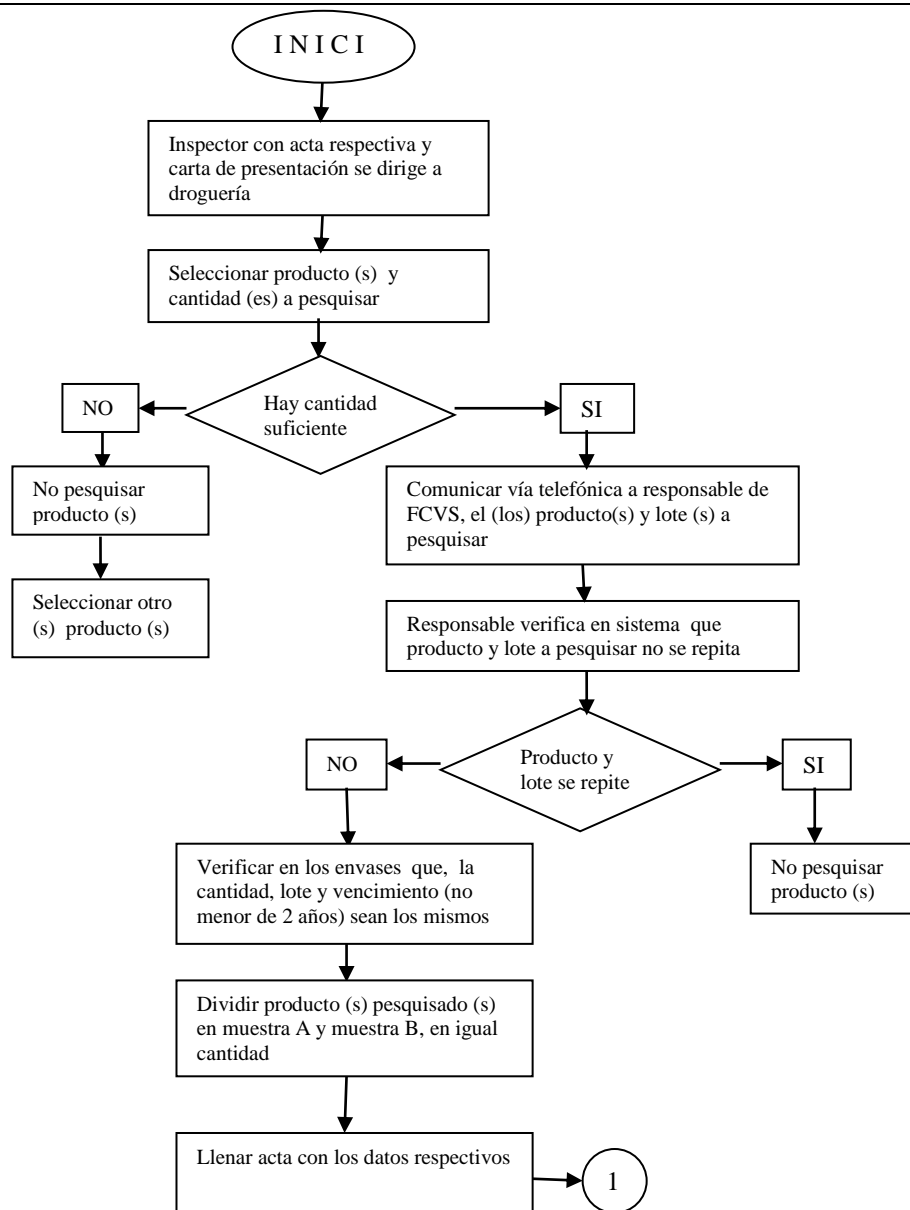 I N I C I
Inspector con acta respectiva y
carta de presentación se dirige a
droguería
Seleccionar producto (s) y
cantidad (es) a pesquisar
Hay cantidad
suficiente
NO
SI
No pesquisar
producto (s)
Seleccionar otro
(s) producto (s)
Comunicar vía telefónica a responsable de
FCVS, el (los) producto(s) y lote (s) a
pesquisar
Responsable verifica en sistema que
producto y lote a pesquisar no se repita
Producto y
lote se repite
NO
SI
No pesquisar
producto (s)
Verificar en los envases que, la
cantidad, lote y vencimiento (no
menor de 2 años) sean los mismos
Dividir producto (s) pesquisado (s)
en muestra A y muestra B, en igual
cantidad
Llenar acta con los datos respectivos
1